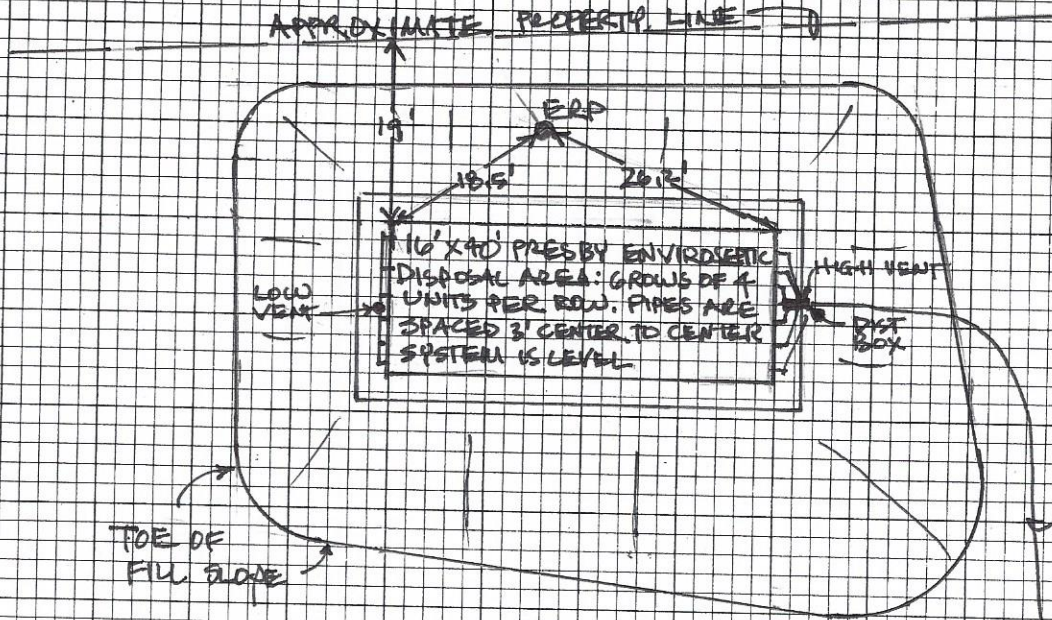 APPROXIMATE PROPERTY LINE
ERP
19'
18.5'
26.2'
16'X40' PRESBY ENVIROSEPTIC
DISPOSAL AREA: 6 ROWS OF 4
UNITS PER ROW. PIPES ARE
SPACED 3' CENTER TO CENTER
SYSTEM IS LEVEL
HIGH VENT
LOW
VENT
DIST
BOX
TOE OF
FILL SLOPE